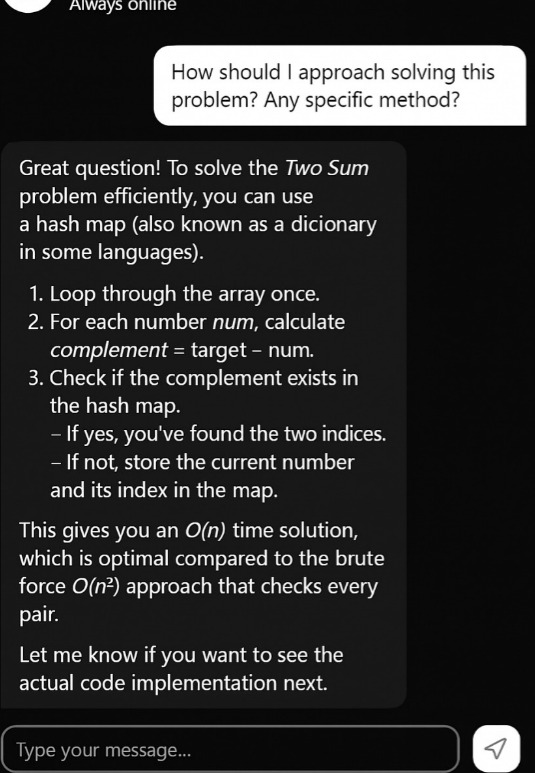 Always online
How should I approach solving this
problem? Any specific method?
Great question! To solve the Two Sum
problem efficiently, you can use
a hash map (also known as a dicionary
in some languages).
1. Loop through the array once.
2. For each number num, calculate
complement = target – num.
3. Check if the complement exists in
the hash map.
– If yes, you've found the two indices.
– If not, store the current number
and its index in the map.
This gives you an O(n) time solution,
which is optimal compared to the brute
force O(n²) approach that checks every
pair.
Let me know if you want to see the
actual code implementation next.
Type your message...